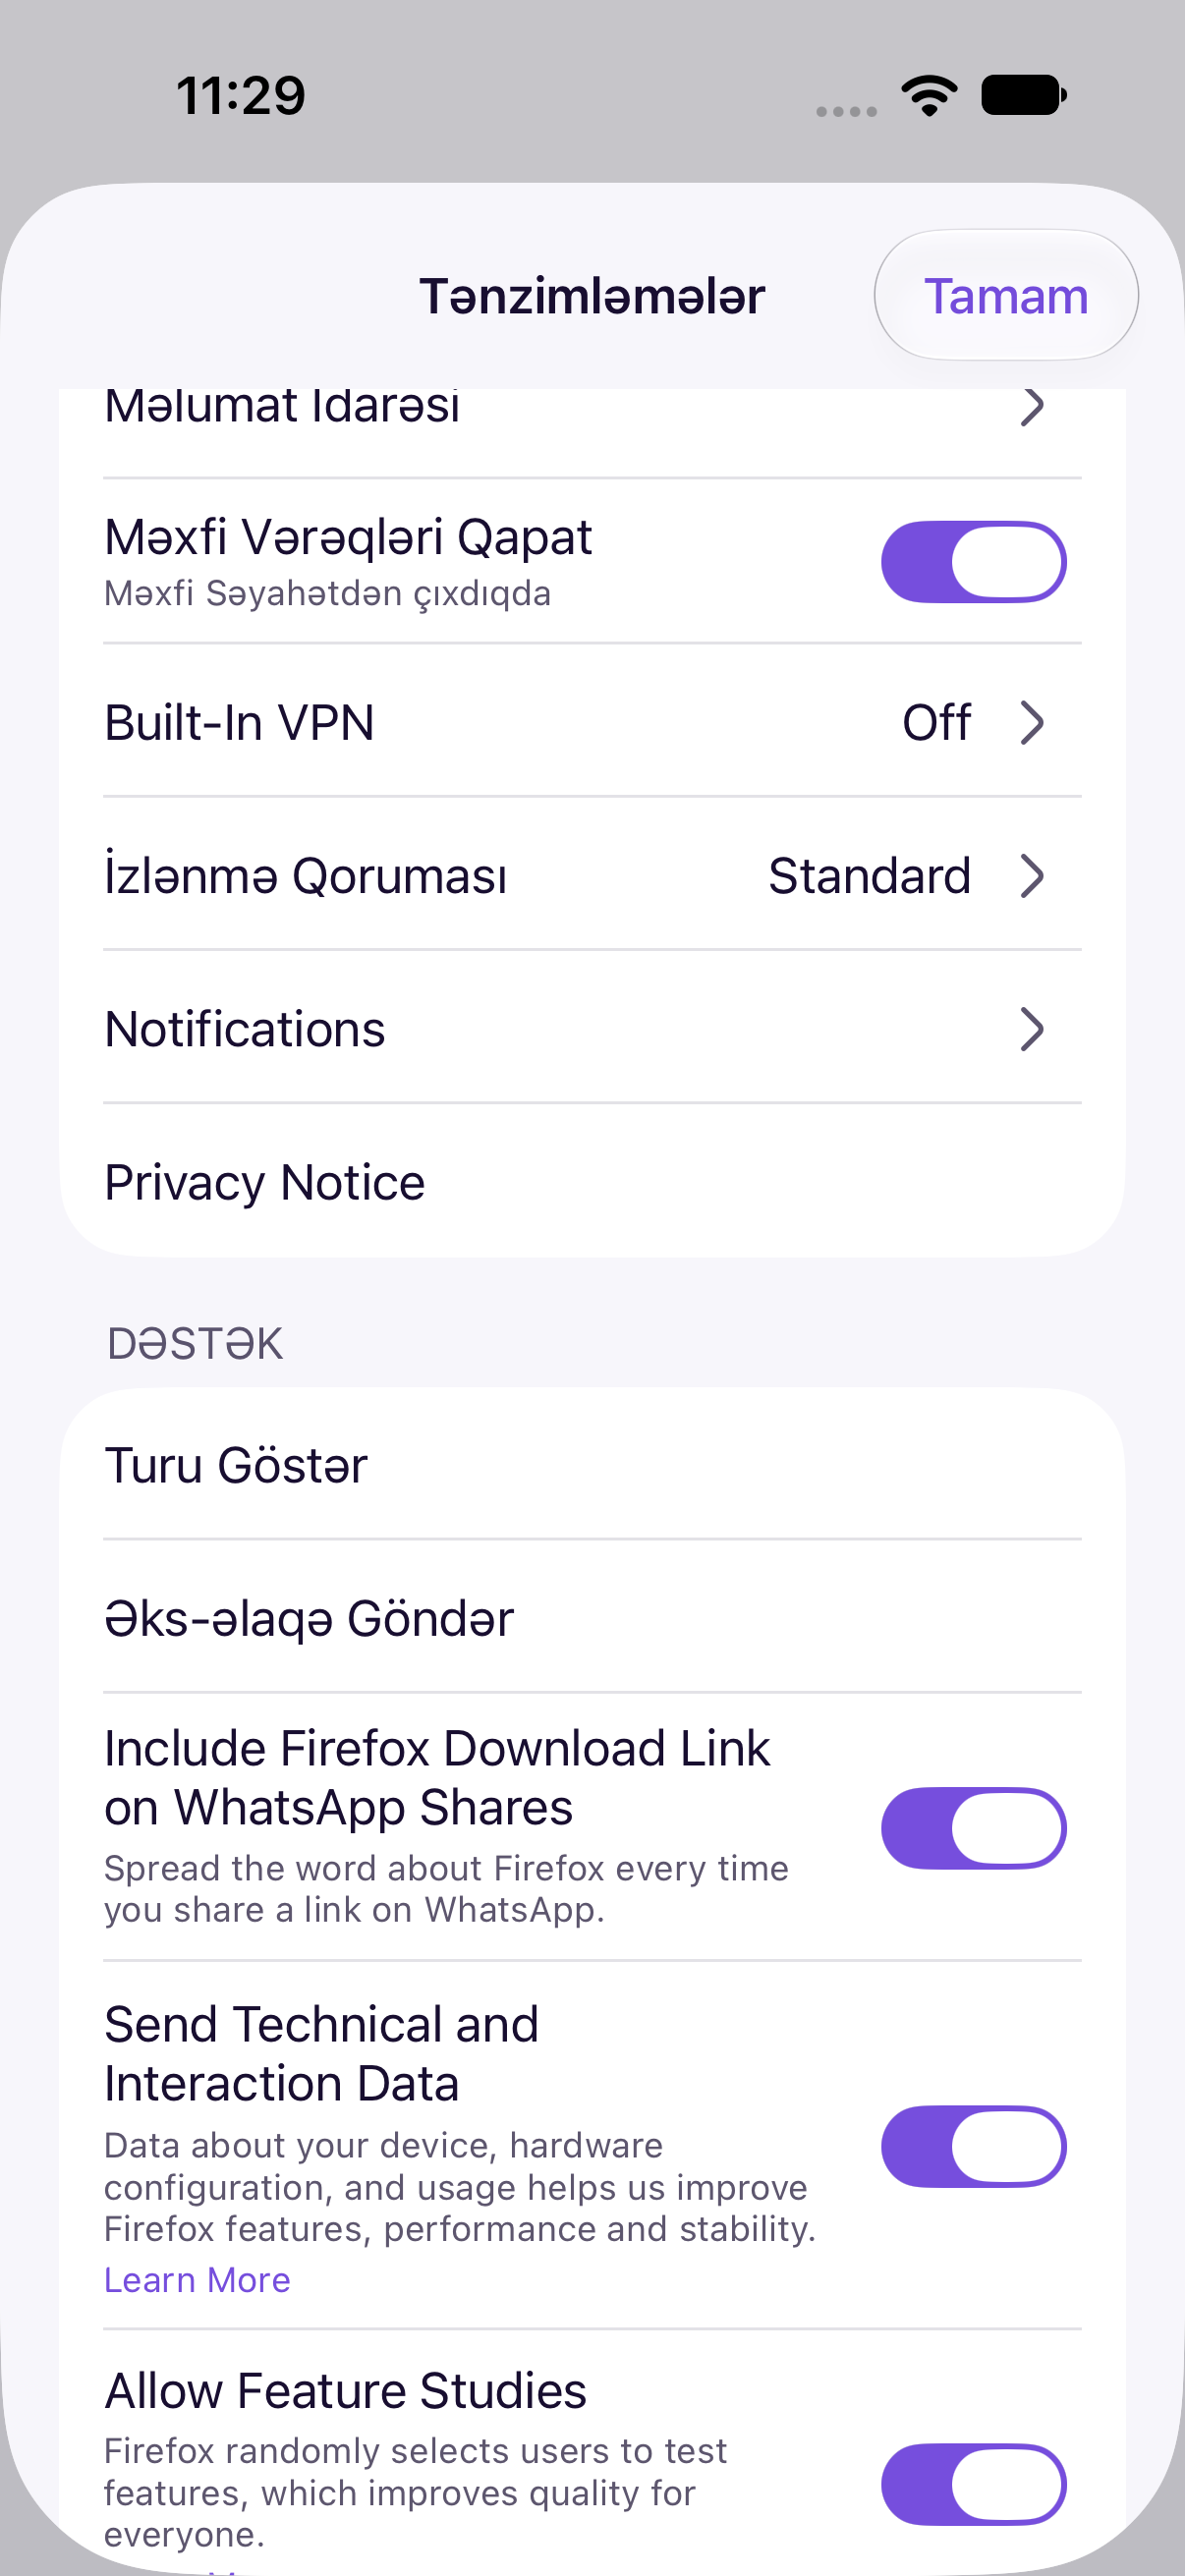 11:29
Tənzimləmələr
Tamam
Məlumat İdarəsi
Məxfi Vərəqləri Qapat
Məxfi Səyahətdən çıxdıqda
Built-In VPN
Off
İzlənmə Qoruması
Standard
Notifications
Privacy Notice
DƏSTƏK
Turu Göstər
Əks-əlaqə Göndər
Include Firefox Download Link
on WhatsApp Shares
Spread the word about Firefox every time
you share a link on WhatsApp.
Send Technical and
Interaction Data
Data about your device, hardware
configuration, and usage helps us improve
Firefox features, performance and stability.
Learn More
Allow Feature Studies
Firefox randomly selects users to test
features, which improves quality for
everyone.